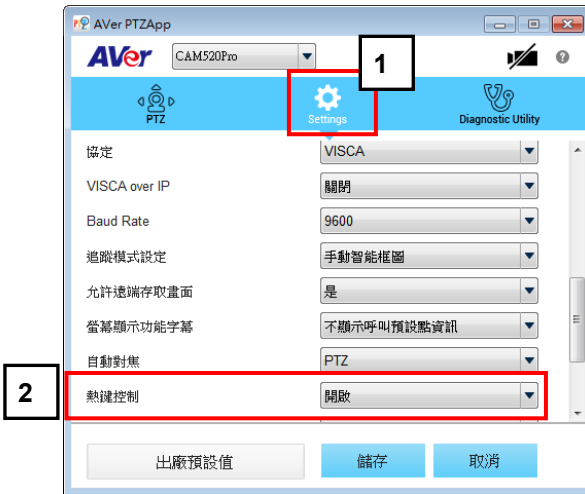 AVer PTZApp
AVer CAM520Pro
1
PTZ Settings Diagnostic Utility
協定 VISCA
VISCA over IP 關閉
Baud Rate 9600
追蹤模式設定 手動智能框圖
允許遠端存取畫面 是
螢幕顯示功能字幕 不顯示呼叫預設點資訊
自動對焦 PTZ
2 熱鍵控制 開啟
出廠預設值 儲存 取消